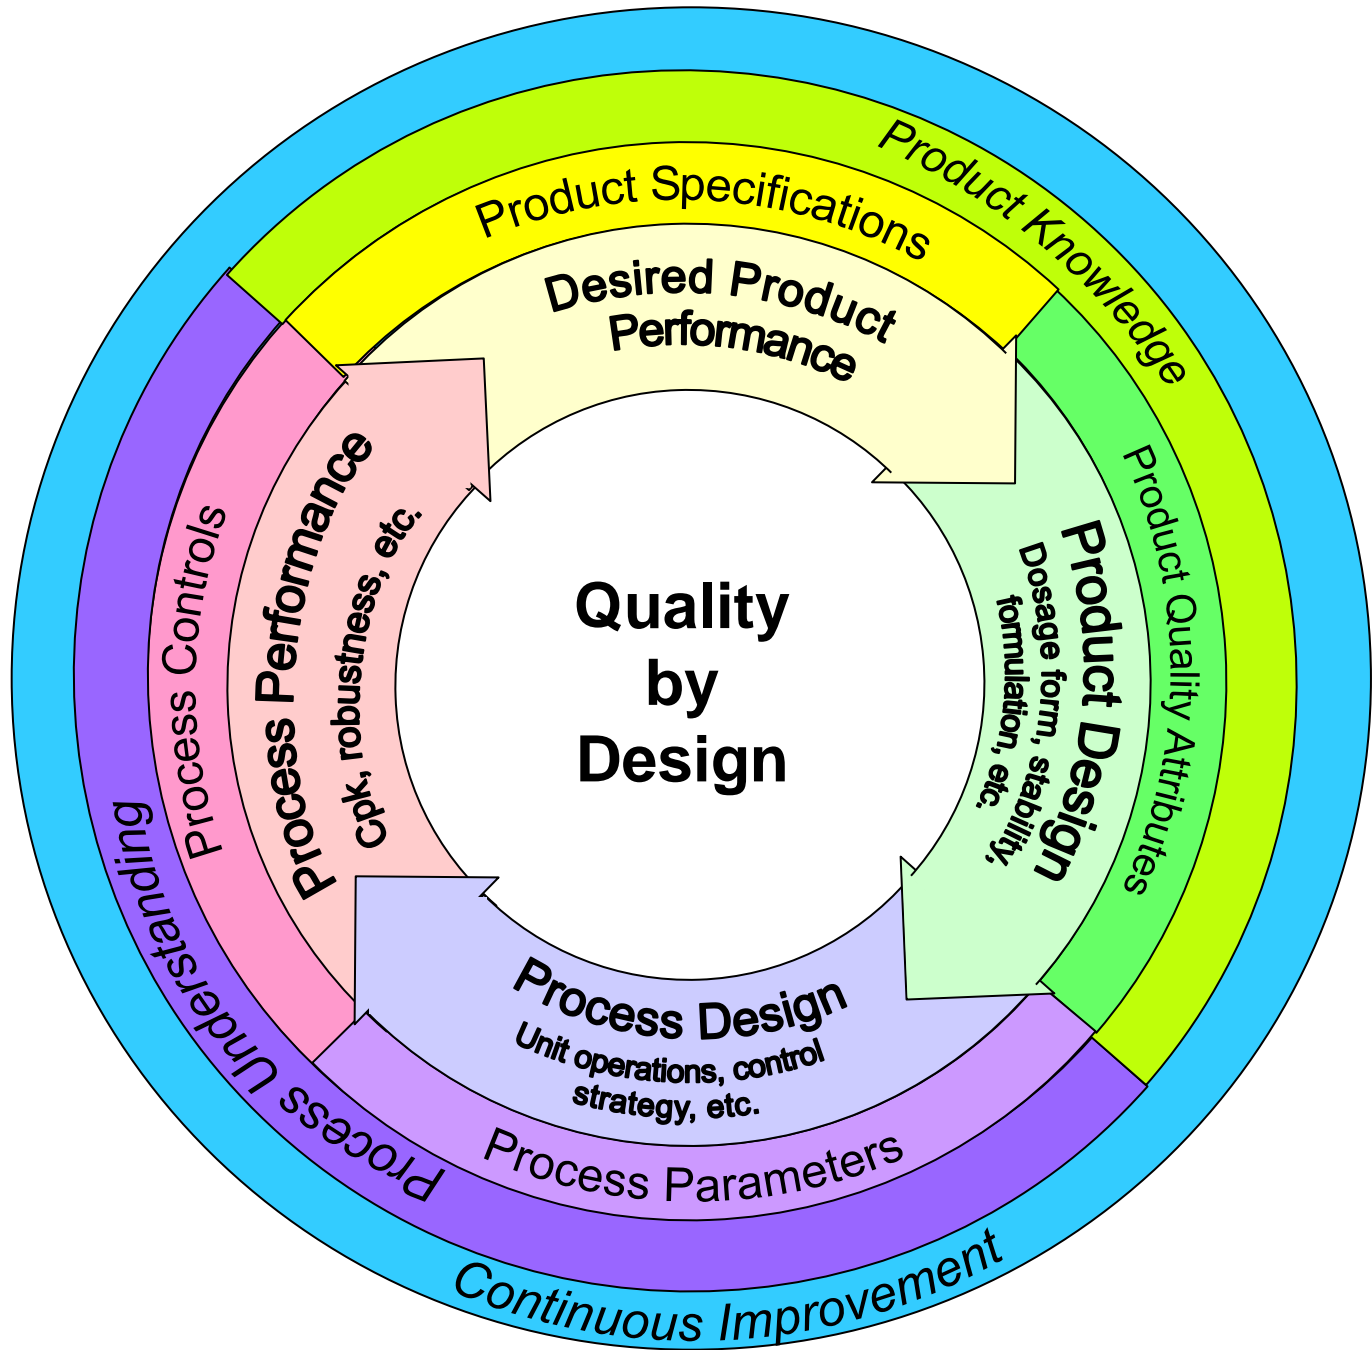 Product Knowledge
Product Specifications
Desired Product
Performance
Product Quality Attributes
Product Design
Dosage form, stability,
formulation, etc.
Quality
by
Design
Process Controls
Process Performance
Cpk, robustness, etc.
Process Design
Unit operations, control
strategy, etc.
Process Parameters
Process Understanding
Continuous Improvement